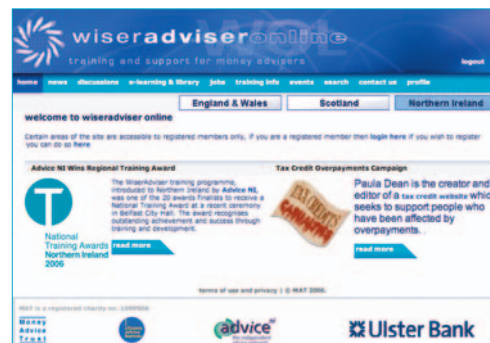 wiseradviseronline
training and support for money advisers
logout
home news discussions e-learning & library jobs training info events search contact us profile
England & Wales Scotland Northern Ireland
welcome to wiseradviser online
Certain areas of the site are accessible to registered members only, if you are a registered member then login here if you wish to register
you can do so here
Advice NI Wins Regional Training Award
The WiserAdviser training programme,
introduced to Northern Ireland by Advice NI,
was one of the 20 awards finalists to receive a
National Training Award at a recent ceremony
in Belfast City Hall. The award recognises
outstanding achievement and success through
training and development.
read more
National
Training Awards
Northern Ireland
2006
Tax Credit Overpayments Campaign
CAMPAIGN
Paula Dean is the creator and
editor of a tax credit website which
seeks to support people who
have been affected by
overpayments. .
read more
terms of use and privacy | © MAT 2006.
MAT is a registered charity no.
Money
Advice
Trust
advice NI
Ulster Bank